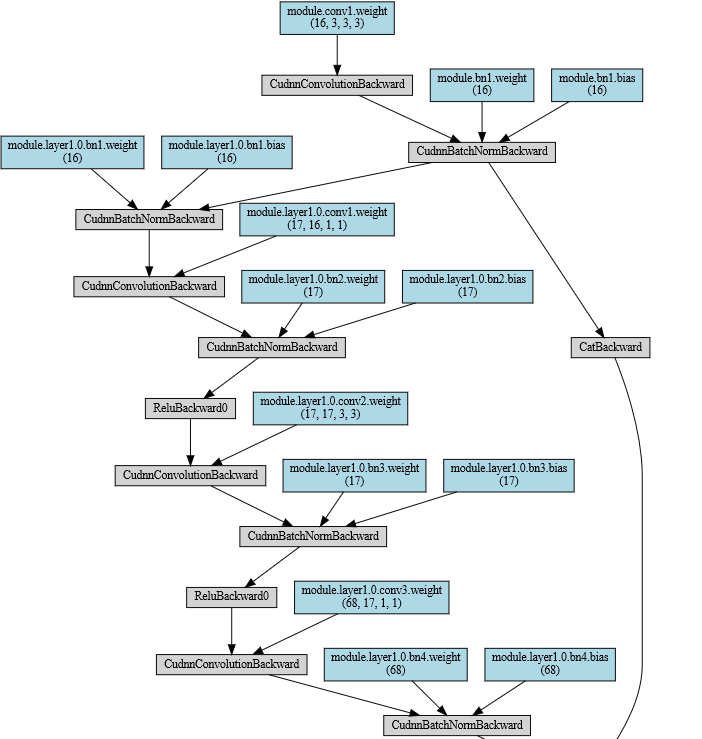 module.conv1.weight
(16, 3, 3, 3)
CudnnConvolutionBackward
module.bn1.weight
(16)
module.bn1.bias
(16)
module.layer1.0.bn1.weight
(16)
module.layer1.0.bn1.bias
(16)
CudnnBatchNormBackward
CudnnBatchNormBackward
module.layer1.0.conv1.weight
(17, 16, 1, 1)
CudnnConvolutionBackward
module.layer1.0.bn2.weight
(17)
module.layer1.0.bn2.bias
(17)
CudnnBatchNormBackward
CatBackward
ReluBackward0
module.layer1.0.conv2.weight
(17, 17, 3, 3)
CudnnConvolutionBackward
module.layer1.0.bn3.weight
(17)
module.layer1.0.bn3.bias
(17)
CudnnBatchNormBackward
ReluBackward0
module.layer1.0.conv3.weight
(68, 17, 1, 1)
CudnnConvolutionBackward
module.layer1.0.bn4.weight
(68)
module.layer1.0.bn4.bias
(68)
CudnnBatchNormBackward